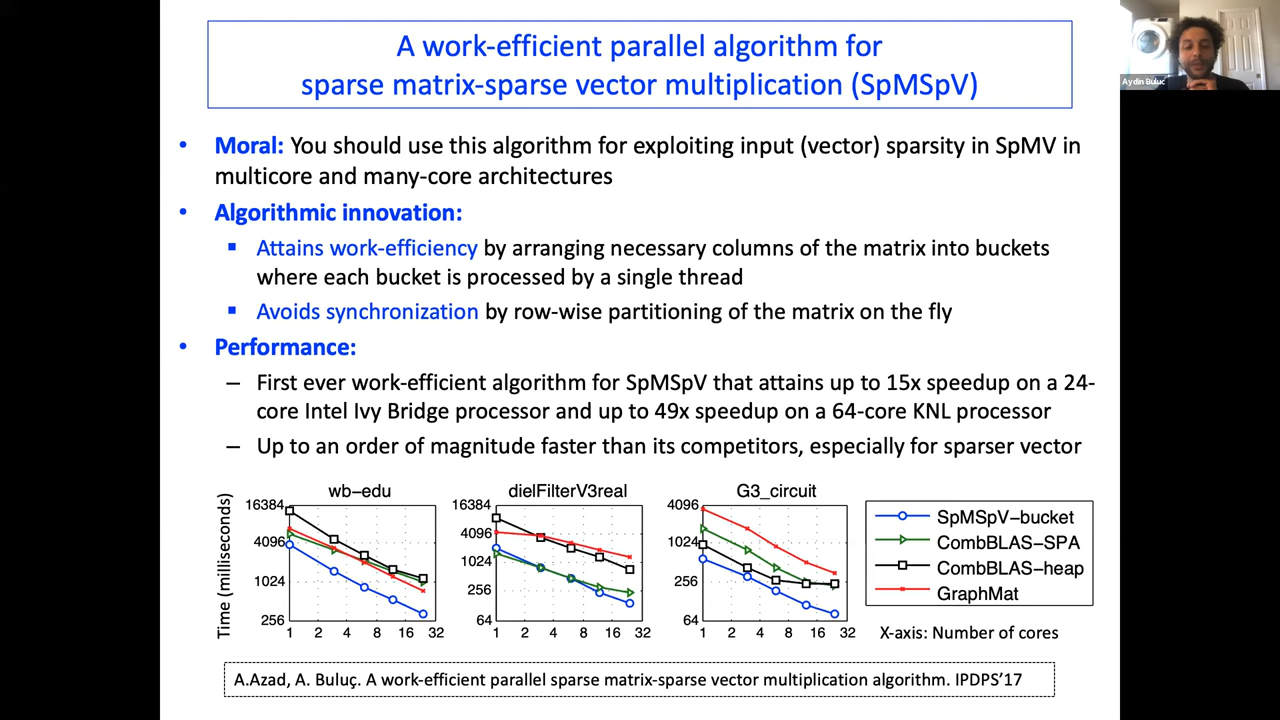 A work-efficient parallel algorithm for
sparse matrix-sparse vector multiplication (SpMSpV)
Aydin Buluc
• Moral: You should use this algorithm for exploiting input (vector) sparsity in SpMV in
multicore and many-core architectures
• Algorithmic innovation:
▪ Attains work-efficiency by arranging necessary columns of the matrix into buckets
where each bucket is processed by a single thread
▪ Avoids synchronization by row-wise partitioning of the matrix on the fly
• Performance:
– First ever work-efficient algorithm for SpMSpV that attains up to 15x speedup on a 24-
core Intel Ivy Bridge processor and up to 49x speedup on a 64-core KNL processor
– Up to an order of magnitude faster than its competitors, especially for sparser vector
Time (milliseconds)
wb-edu
16384
4096
1024
256
1 2 4 8 16 32
dielFilterV3real
16384
4096
1024
256
64
1 2 4 8 16 32
G3_circuit
4096
1024
256
64
1 2 4 8 16 32
SpMSpV-bucket
CombBLAS-SPA
CombBLAS-heap
GraphMat
X-axis: Number of cores
A.Azad, A. Buluç. A work-efficient parallel sparse matrix-sparse vector multiplication algorithm. IPDPS’17